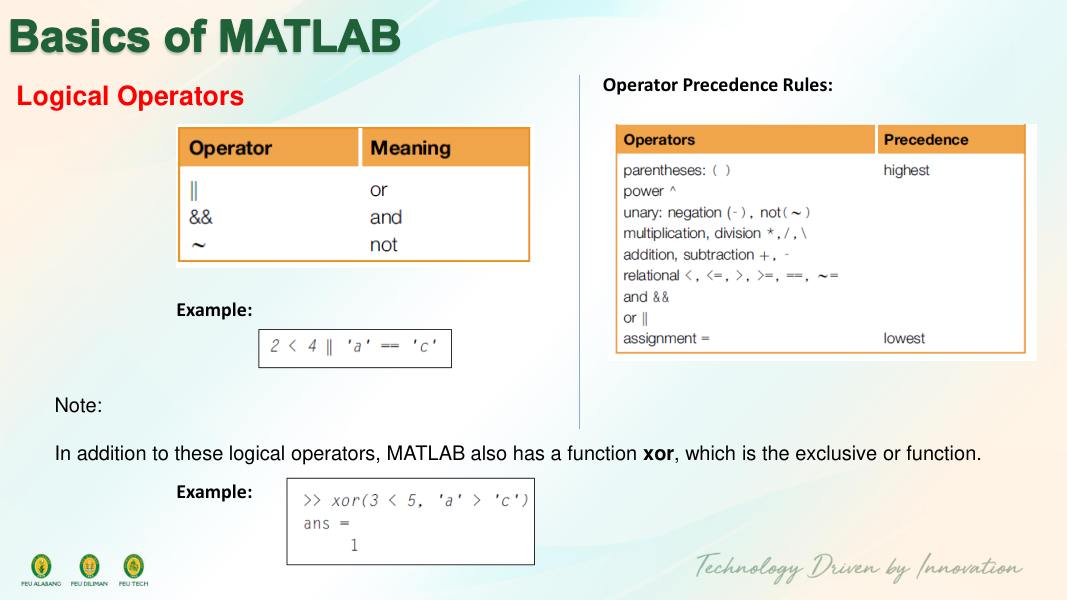 Basics of MATLAB
Logical Operators
Operator Meaning
|| or
&& and
~ not
Example:
2 < 4 || 'a' == 'c'
Operator Precedence Rules:
Operators Precedence
parentheses: ( ) highest
power ^
unary: negation (-), not(~)
multiplication, division *,/,\
addition, subtraction +, -
relational <, <=, >, >=, ==, ~=
and &&
or ||
assignment = lowest
Note:
In addition to these logical operators, MATLAB also has a function xor, which is the exclusive or function.
Example:
>> xor(3 < 5, 'a' > 'c')
ans =
1
FEU ALABANG FEU DILIMAN FEU TECH
Technology Driven by Innovation